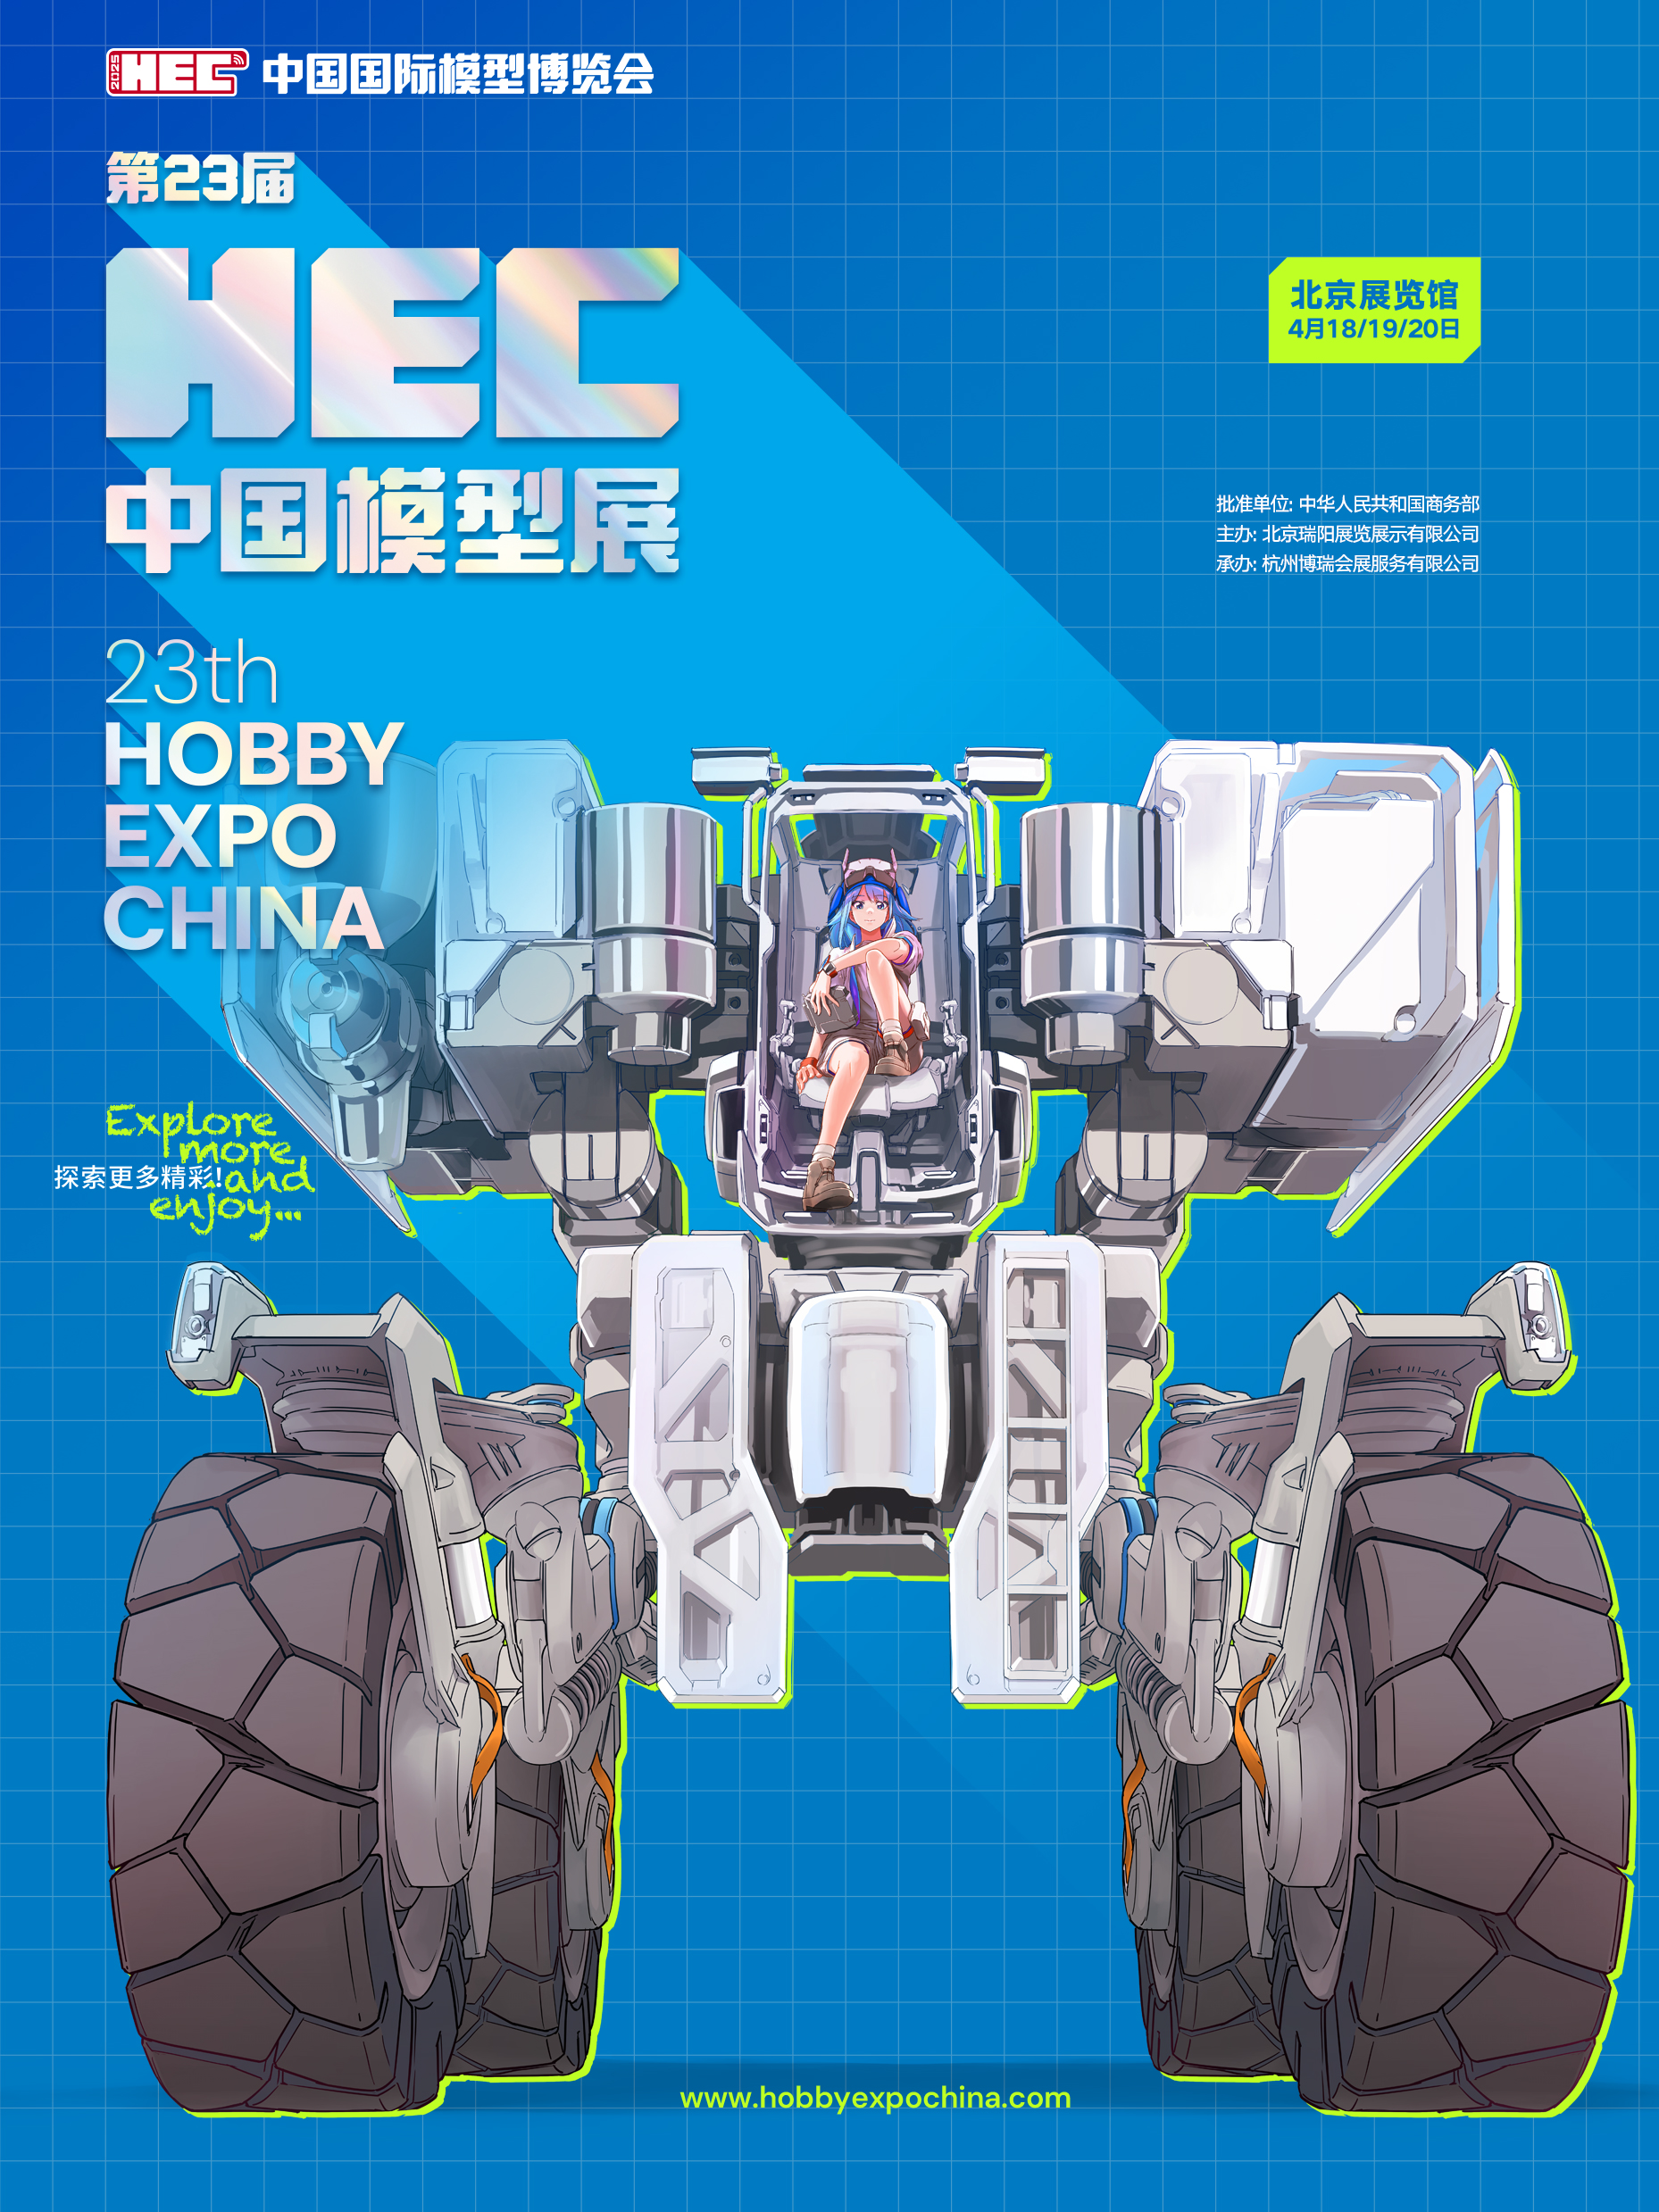 2025 HEC 中国国际模型博览会
第23届
HEC
中国模型展
北京展览馆
4月18/19/20日
批准单位: 中华人民共和国商务部
主办: 北京瑞阳展览展示有限公司
承办: 杭州博瑞会展服务有限公司
23th
HOBBY
EXPO
CHINA
Explore
more
探索更多精彩!
and
enjoy...
www.hobbyexpochina.com